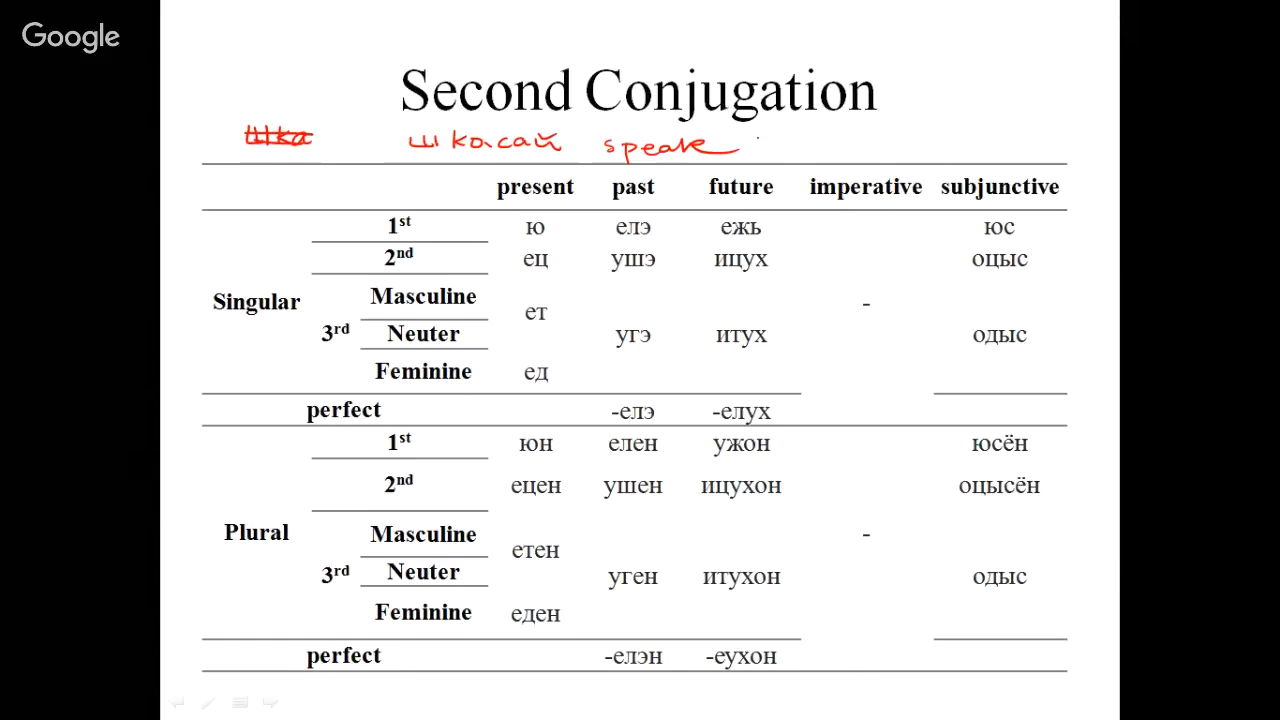 Google
Second Conjugation
шкасай speak
present past future imperative subjunctive
1st ю елэ ежь юс
2nd ец ушэ ицух оцыс
Masculine
Singular ет -
3rd Neuter угэ итух одыс
Feminine ед
perfect -елэ -елух
1st юн елен ужон юсён
2nd ецен ушен ицухон оцысён
Plural Masculine -
етен
3rd Neuter уген итухон одыс
Feminine еден
perfect -елэн -еухон